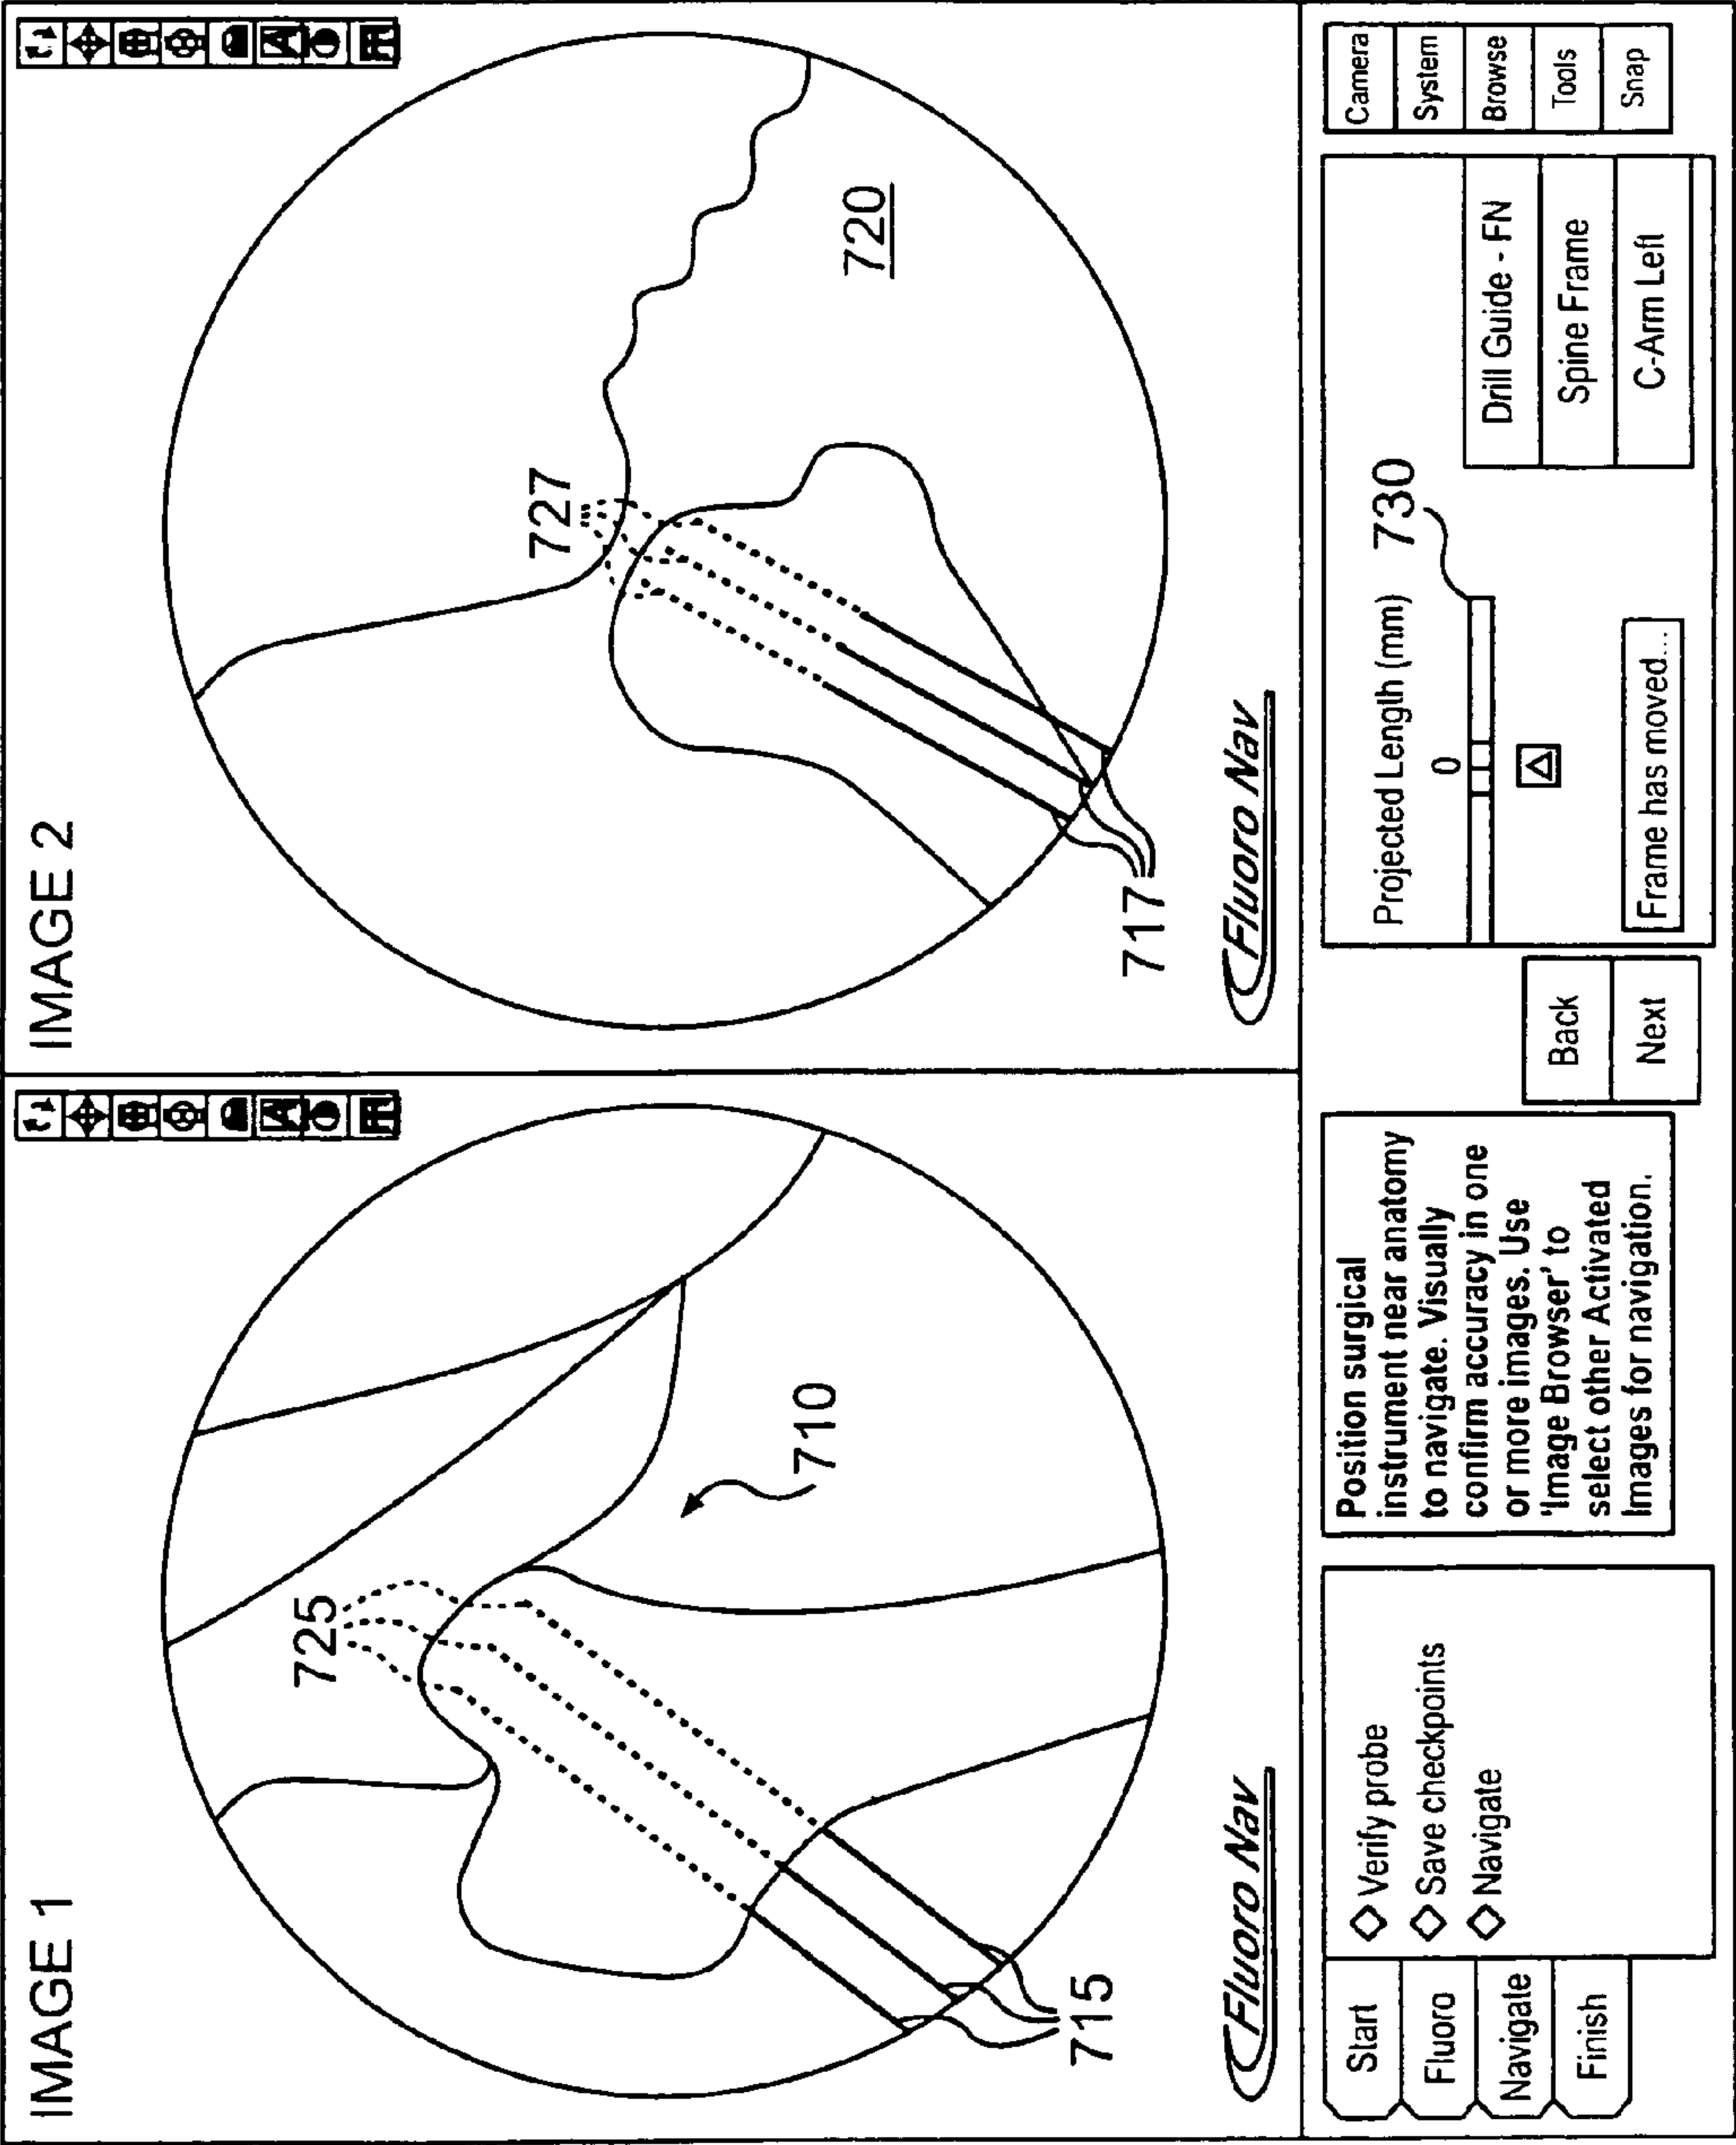 IMAGE 1
725
710
715
Fluoro Nav
IMAGE 2
727
720
717
Fluoro Nav
Start
Fluoro
Navigate
Finish
Verify probe
Save checkpoints
Navigate
Position surgical
instrument near anatomy
to navigate. Visually
confirm accuracy in one
or more images. Use
'Image Browser' to
select other Activated
Images for navigation.
Back
Next
Projected Length (mm)
730
0
Frame has moved...
Drill Guide - FN
Spine Frame
C-Arm Left
Camera
System
Browse
Tools
Snap